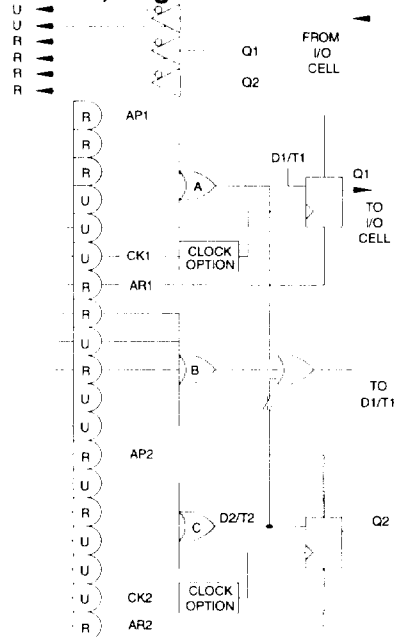 U
U
R
R
R
R
Q1
Q2
FROM
I/O
CELL
R
AP1
R
R
U
A
D1/T1
Q1
U
TO
I/O
CELL
U
CK1
CLOCK
OPTION
R
AR1
R
U
R
B
TO
D1/T1
U
U
R
AP2
U
R
U
C
D2/T2
Q2
U
U
U
CK2
CLOCK
OPTION
R
AR2